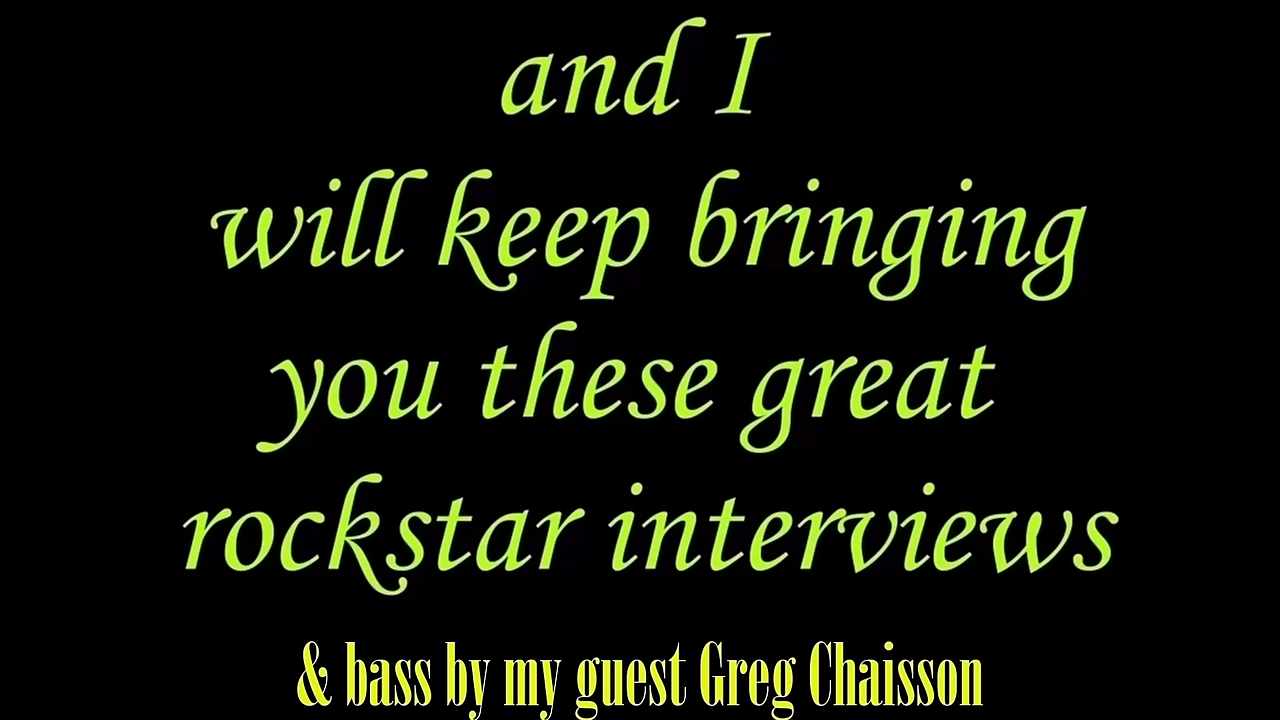 and I
will keep bringing
you these great
rockstar interviews
& bass by my guest Greg Chaisson